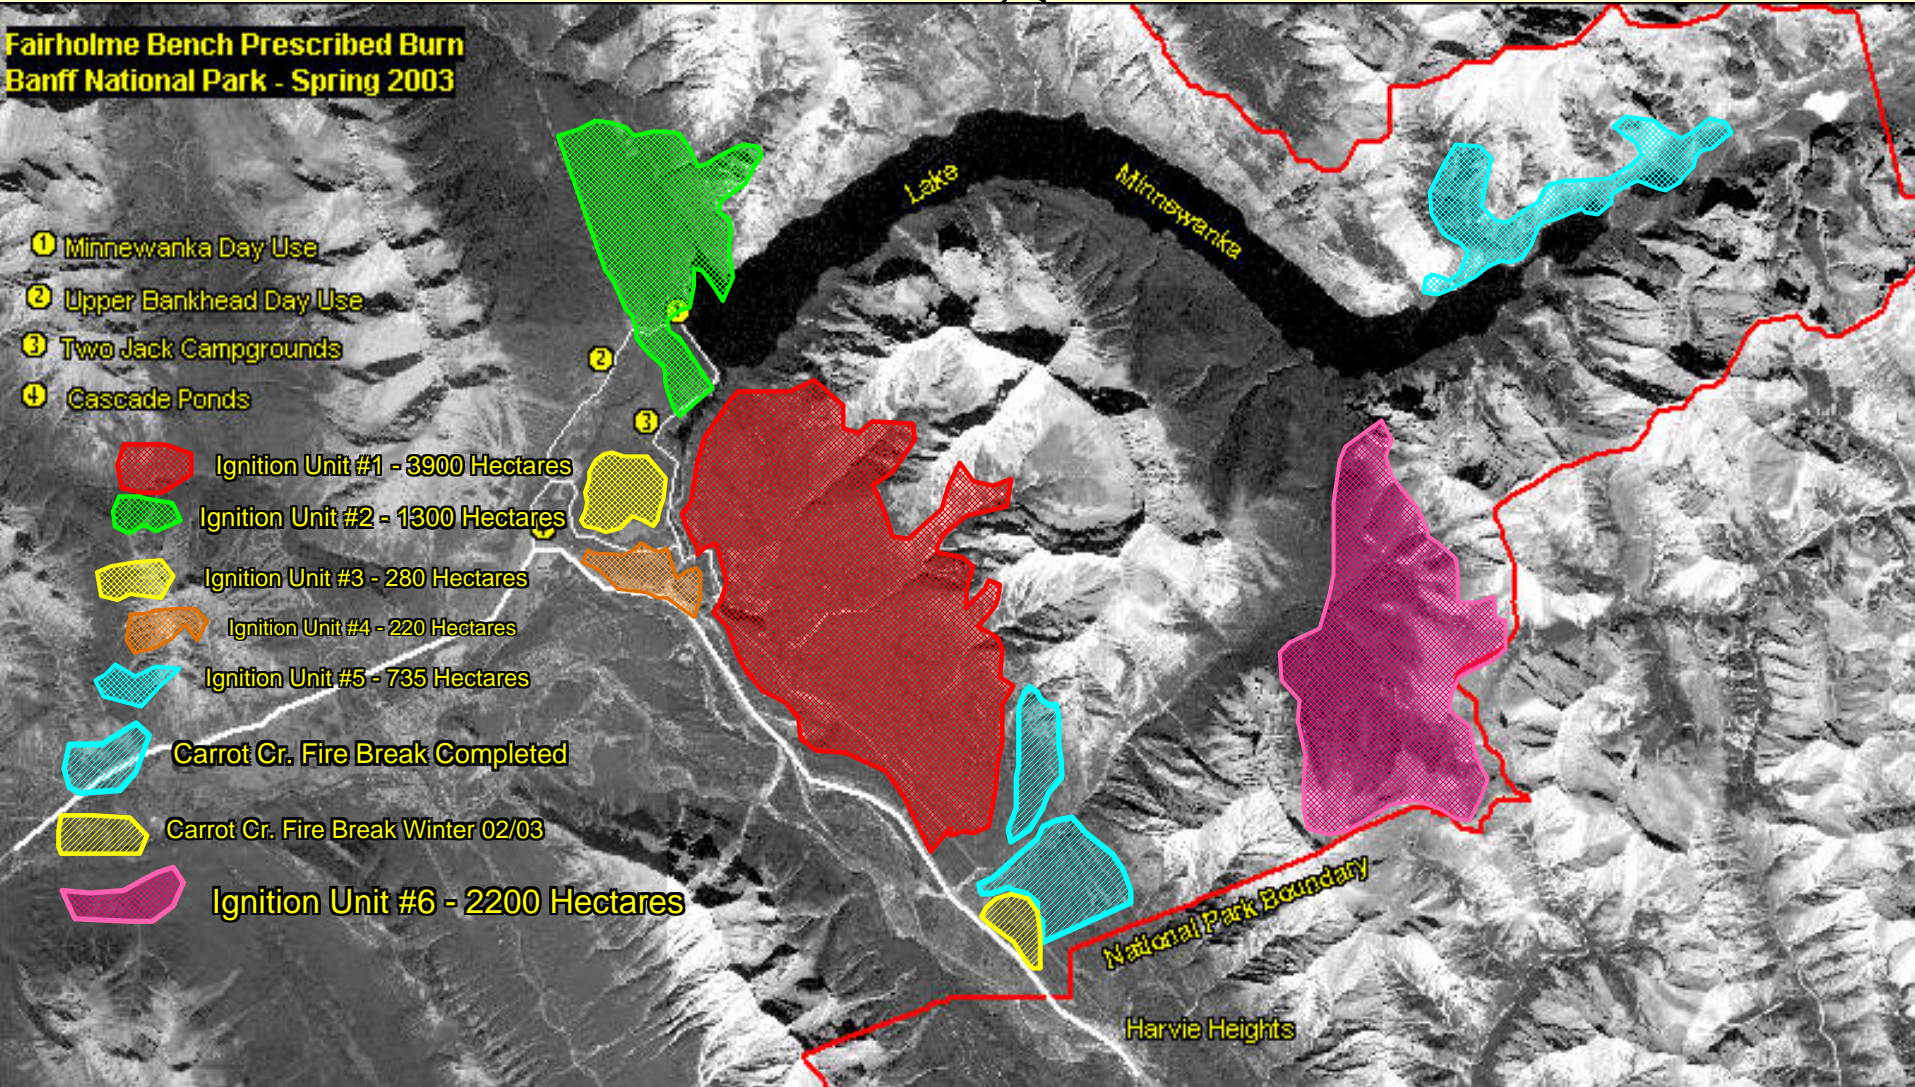 Fairholme Bench Prescribed Burn
Banff National Park - Spring 2003
1 Minnewanka Day Use
2 Upper Bankhead Day Use
3 Two Jack Campgrounds
4 Cascade Ponds
Ignition Unit #1 - 3900 Hectares
Ignition Unit #2 - 1300 Hectares
Ignition Unit #3 - 280 Hectares
Ignition Unit #4 - 220 Hectares
Ignition Unit #5 - 735 Hectares
Carrot Cr. Fire Break Completed
Carrot Cr. Fire Break Winter 02/03
Ignition Unit #6 - 2200 Hectares
Lake Minnewanka
2
3
4
National Park Boundary
Harvie Heights